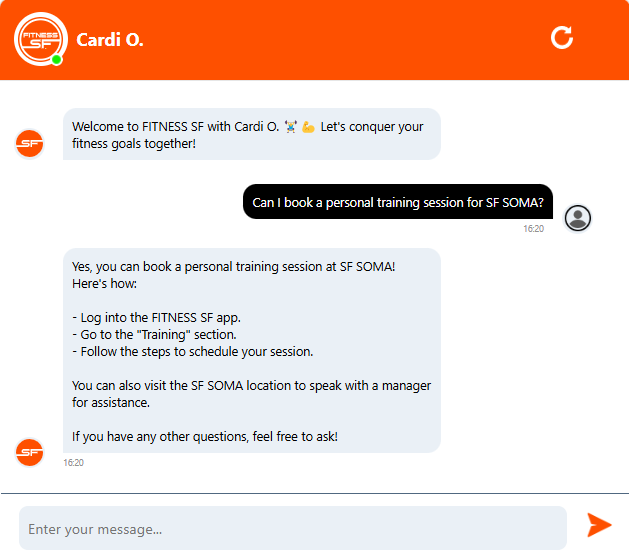 FITNESS
SF
Cardi O.
Welcome to FITNESS SF with Cardi O. 🏋️💪 Let's conquer your
fitness goals together!
SF
Can I book a personal training session for SF SOMA?
16:20
Yes, you can book a personal training session at SF SOMA!
Here's how:
- Log into the FITNESS SF app.
- Go to the "Training" section.
- Follow the steps to schedule your session.
You can also visit the SF SOMA location to speak with a manager
for assistance.
If you have any other questions, feel free to ask!
SF
16:20
Enter your message...